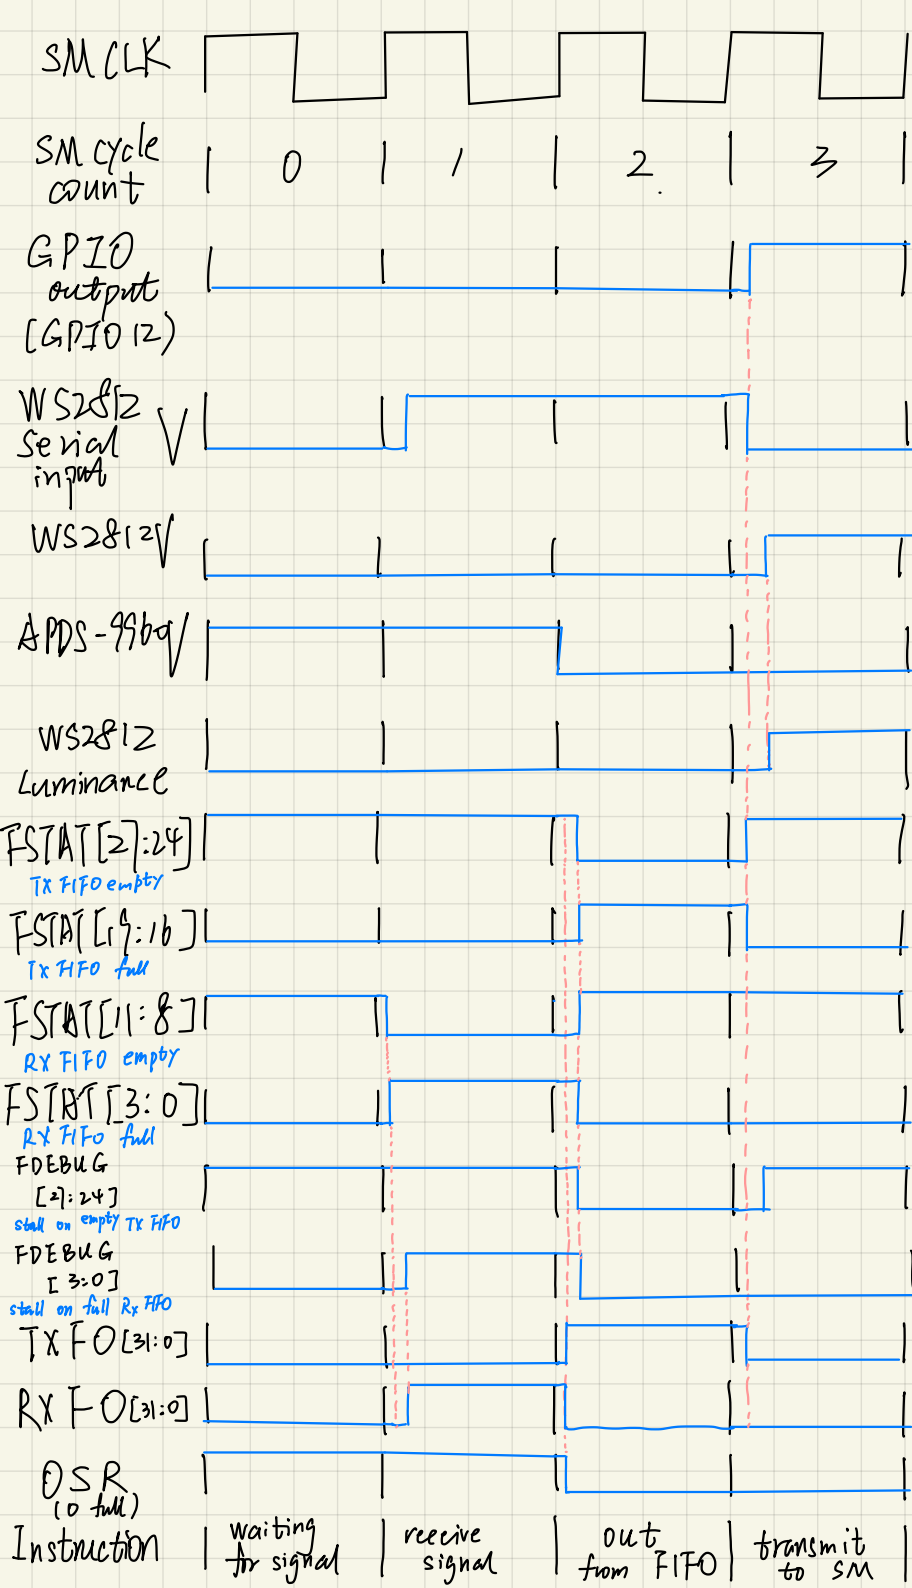 SM CLK
SM cycle
count
0 1 2. 3
GPIO
output
(GPIO 12)
WS2812 V
Serial
input
WS2812 V
APDS-9960 V
WS2812
Luminance
FSTAT[27:24]
TX FIFO empty
FSTAT[19:16]
TX FIFO full
FSTAT[11:8]
RX FIFO empty
FSTAT[3:0]
RX FIFO full
FDEBUG
[27:24]
stall on empty TX FIFO
FDEBUG
[3:0]
stall on full RX FIFO
TXFO[31:0]
RXFO[31:0]
OSR
(0 full)
Instruction
waiting
for signal
receive
signal
out
from FIFO
transmit
to SM